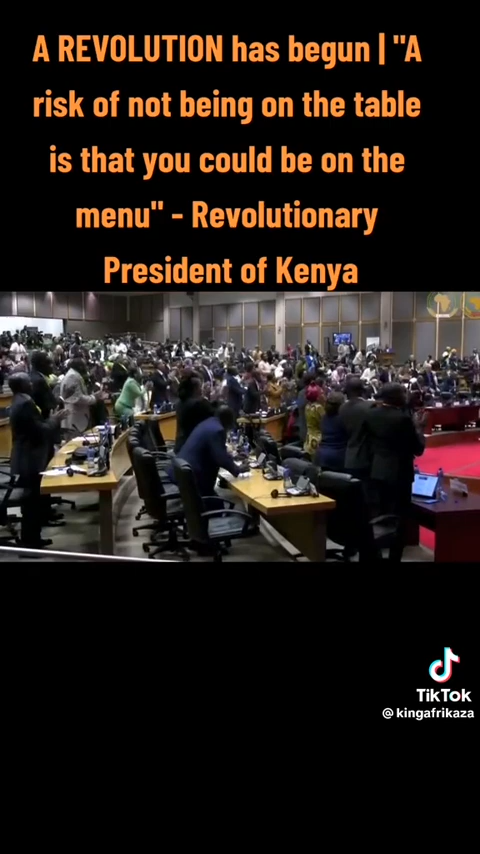 A REVOLUTION has begun | "A
risk of not being on the table
is that you could be on the
menu" - Revolutionary
President of Kenya
TikTok
@kingafrikaza